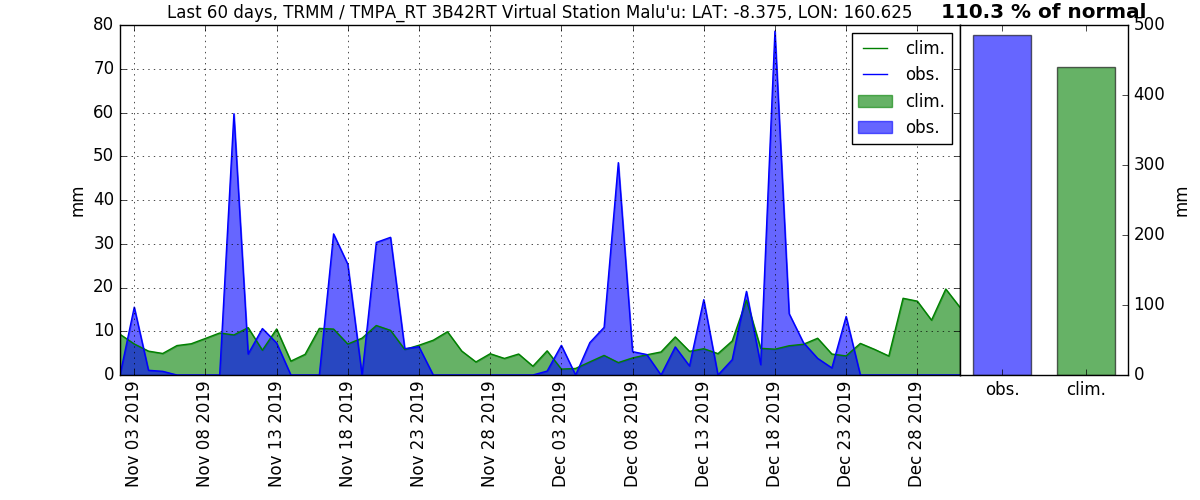 Last 60 days, TRMM / TMPA_RT 3B42RT Virtual Station Malu'u: LAT: -8.375, LON: 160.625
110.3 % of normal
80
70
60
50
40
30
20
10
0
mm
clim.
obs.
clim.
obs.
Nov 03 2019
Nov 08 2019
Nov 13 2019
Nov 18 2019
Nov 23 2019
Nov 28 2019
Dec 03 2019
Dec 08 2019
Dec 13 2019
Dec 18 2019
Dec 23 2019
Dec 28 2019
500
400
300
200
100
0
mm
obs.
clim.